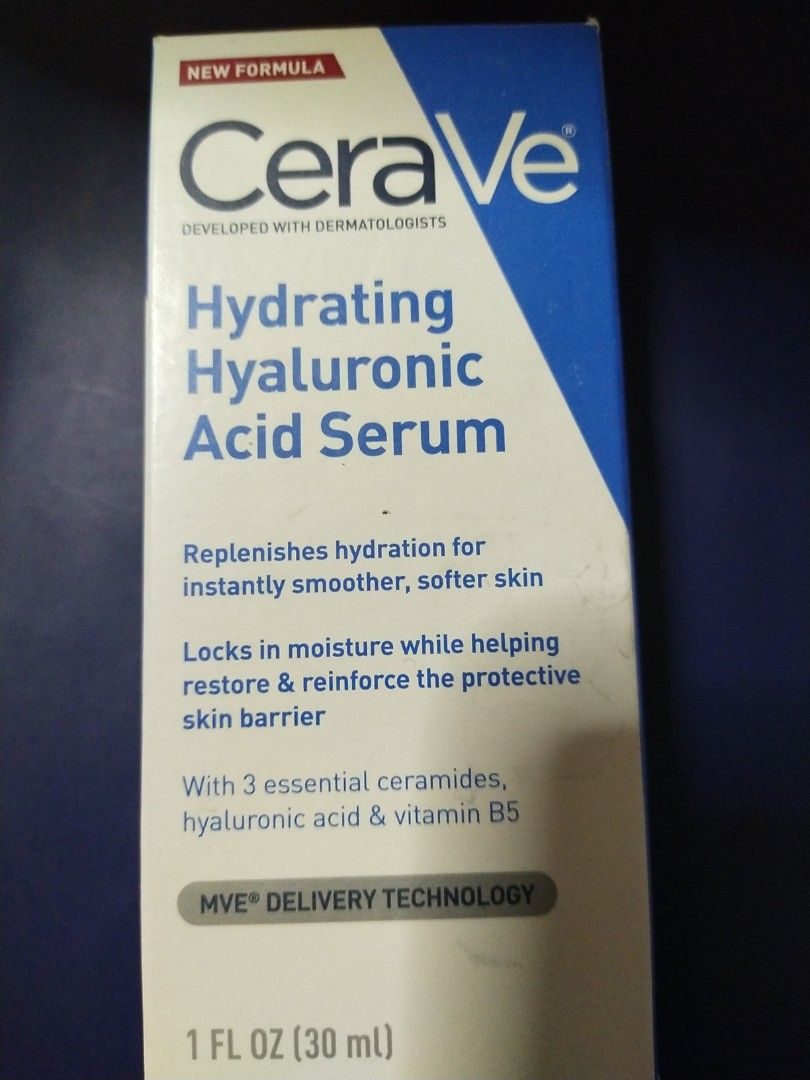 NEW FORMULA
CeraVe®
DEVELOPED WITH DERMATOLOGISTS
Hydrating
Hyaluronic
Acid Serum
Replenishes hydration for
instantly smoother, softer skin
Locks in moisture while helping
restore & reinforce the protective
skin barrier
With 3 essential ceramides,
hyaluronic acid & vitamin B5
MVE® DELIVERY TECHNOLOGY
1 FL OZ (30 ml)